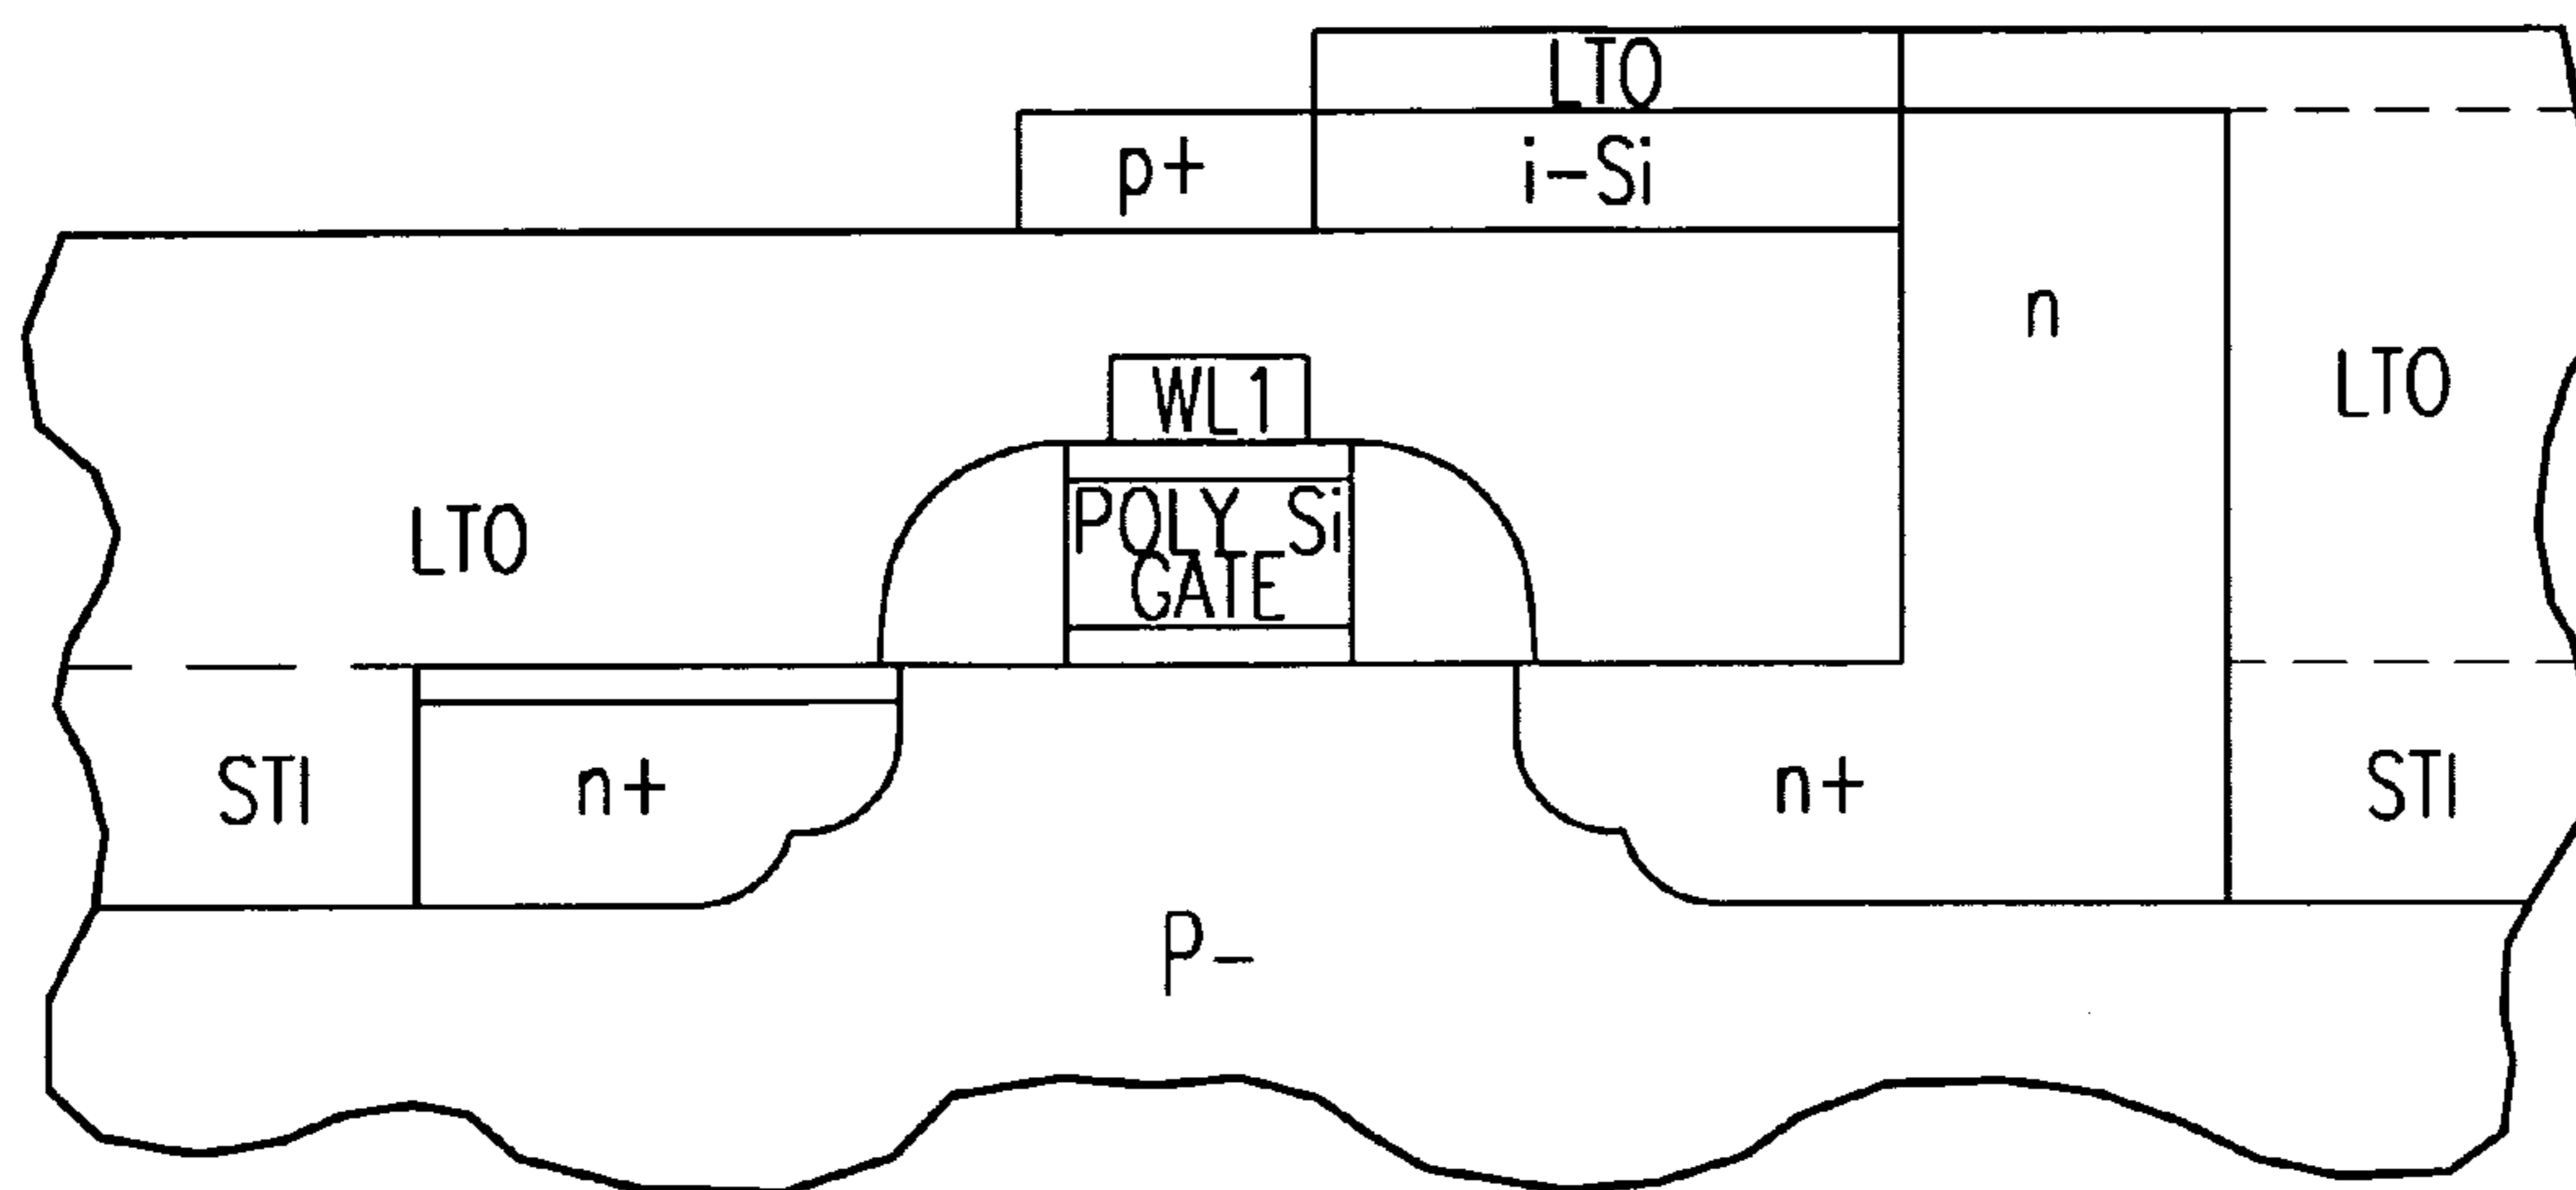 LTO
p+
i-Si
n
WL1
LTO
POLY Si
GATE
LTO
STI
n+
n+
STI
P-